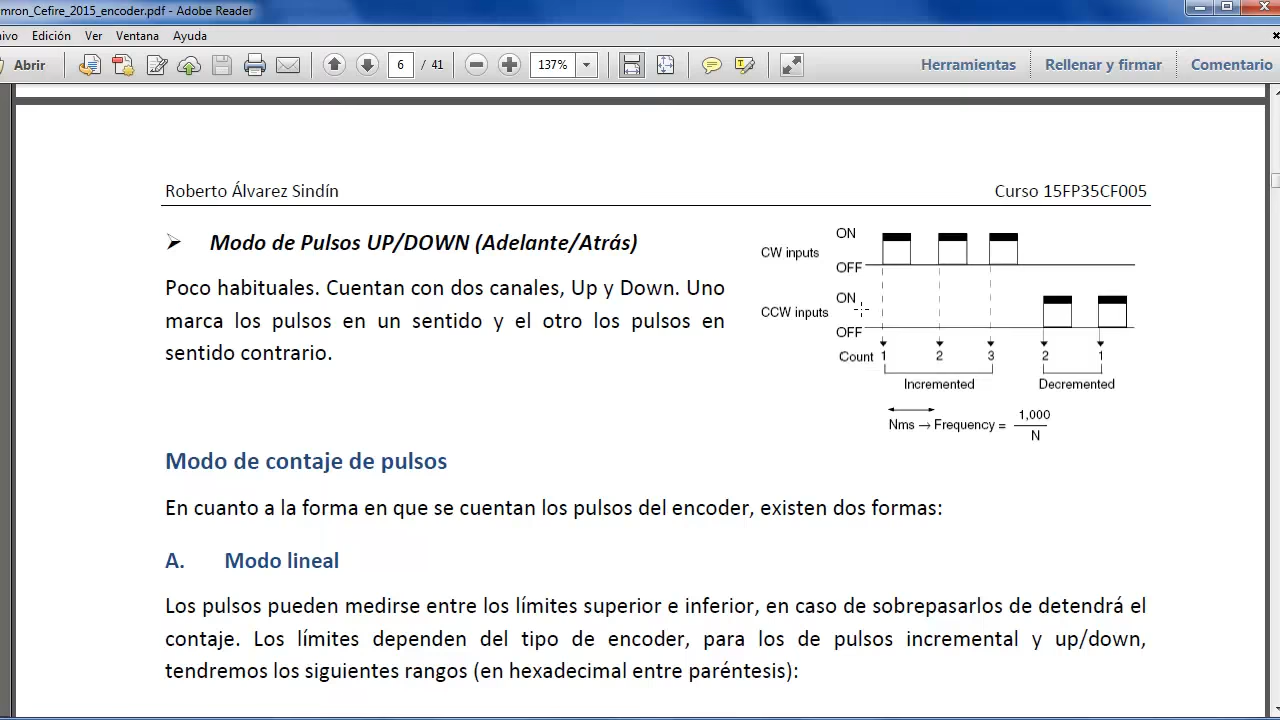 mron_Cefire_2015_encoder.pdf - Adobe Reader
ivo Edición Ver Ventana Ayuda
Abrir 6 / 41 137% Herramientas Rellenar y firmar Comentario
Roberto Álvarez Sindín Curso 15FP35CF005
Modo de Pulsos UP/DOWN (Adelante/Atrás)
Poco habituales. Cuentan con dos canales, Up y Down. Uno
marca los pulsos en un sentido y el otro los pulsos en
sentido contrario.
ON
CW inputs
OFF
ON
CCW inputs
OFF
Count 1 2 3 2 1
Incremented Decremented
Nms → Frequency = 1,000
N
Modo de contaje de pulsos
En cuanto a la forma en que se cuentan los pulsos del encoder, existen dos formas:
A. Modo lineal
Los pulsos pueden medirse entre los límites superior e inferior, en caso de sobrepasarlos de detendrá el
contaje. Los límites dependen del tipo de encoder, para los de pulsos incremental y up/down,
tendremos los siguientes rangos (en hexadecimal entre paréntesis):